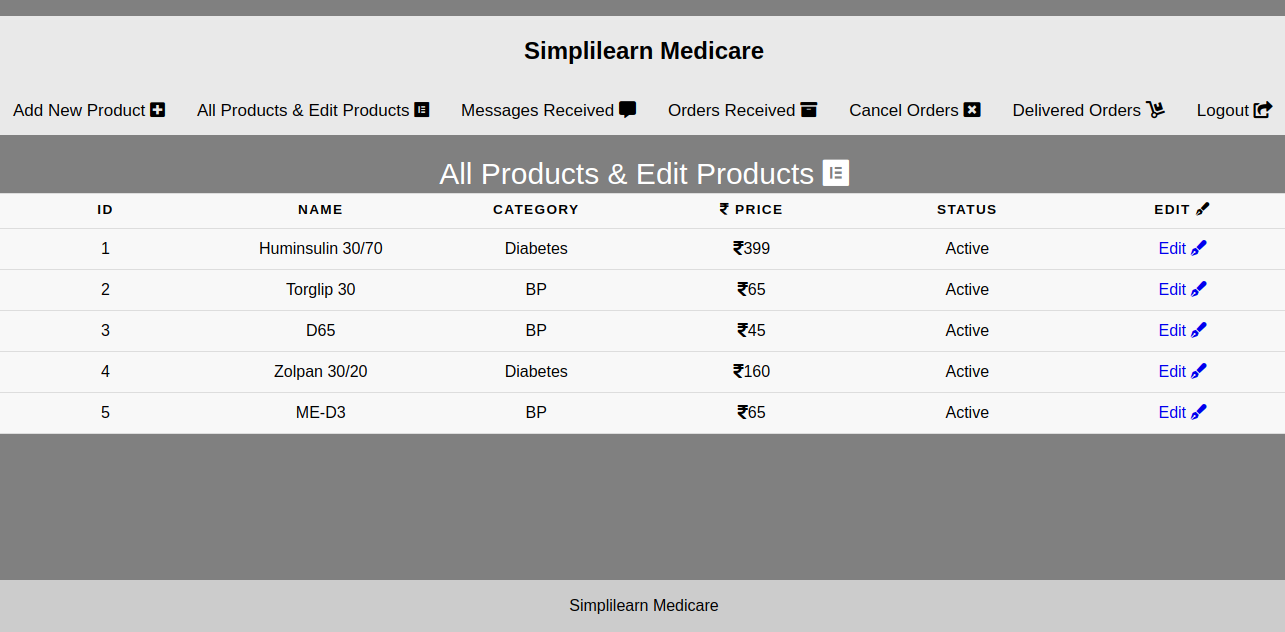 Simplilearn Medicare
Add New Product All Products & Edit Products Messages Received Orders Received Cancel Orders Delivered Orders Logout
All Products & Edit Products
ID NAME CATEGORY ₹ PRICE STATUS EDIT
1 Huminsulin 30/70 Diabetes ₹399 Active Edit
2 Torglip 30 BP ₹65 Active Edit
3 D65 BP ₹45 Active Edit
4 Zolpan 30/20 Diabetes ₹160 Active Edit
5 ME-D3 BP ₹65 Active Edit
Simplilearn Medicare